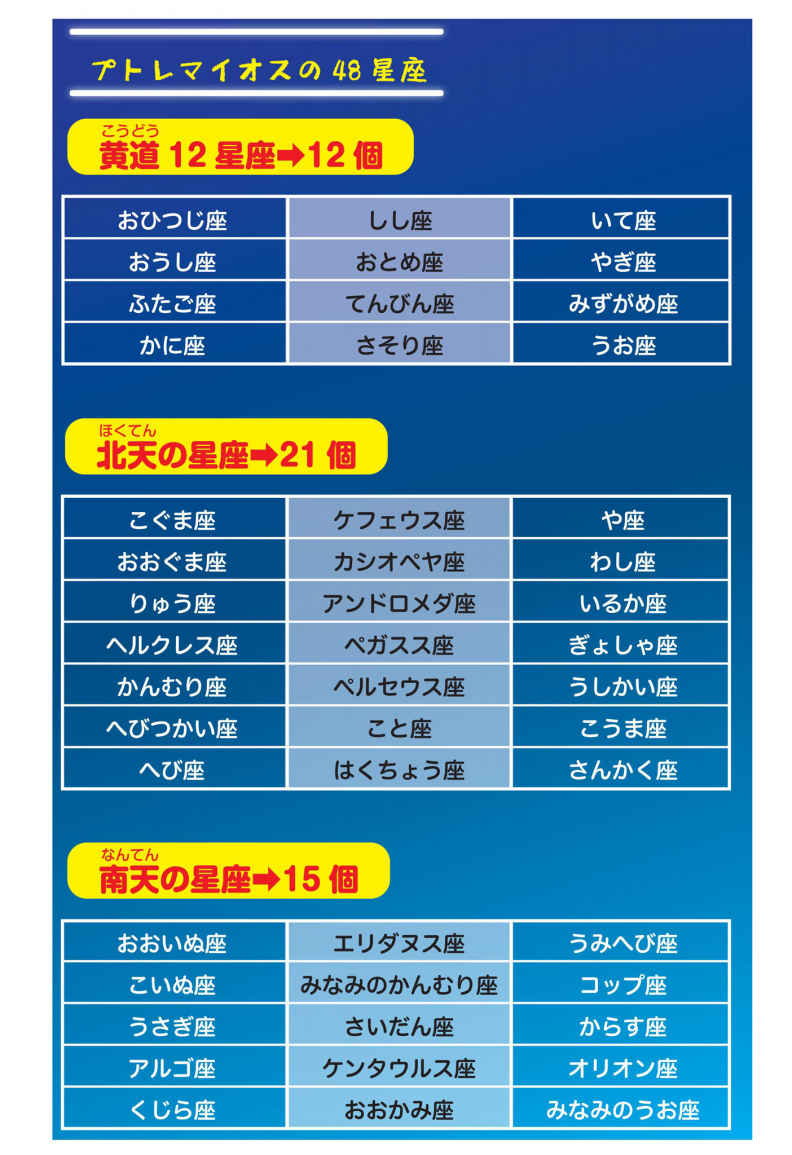 プトレマイオスの48星座
こうどう
黄道12星座➡12個
おひつじ座 しし座 いて座
おうし座 おとめ座 やぎ座
ふたご座 てんびん座 みずがめ座
かに座 さそり座 うお座
ほくてん
北天の星座➡21個
こぐま座 ケフェウス座 や座
おおぐま座 カシオペヤ座 わし座
りゅう座 アンドロメダ座 いるか座
ヘルクレス座 ペガスス座 ぎょしゃ座
かんむり座 ペルセウス座 うしかい座
へびつかい座 こと座 こうま座
へび座 はくちょう座 さんかく座
なんてん
南天の星座➡15個
おおいぬ座 エリダヌス座 うみへび座
こいぬ座 みなみのかんむり座 コップ座
うさぎ座 さいだん座 からす座
アルゴ座 ケンタウルス座 オリオン座
くじら座 おおかみ座 みなみのうお座